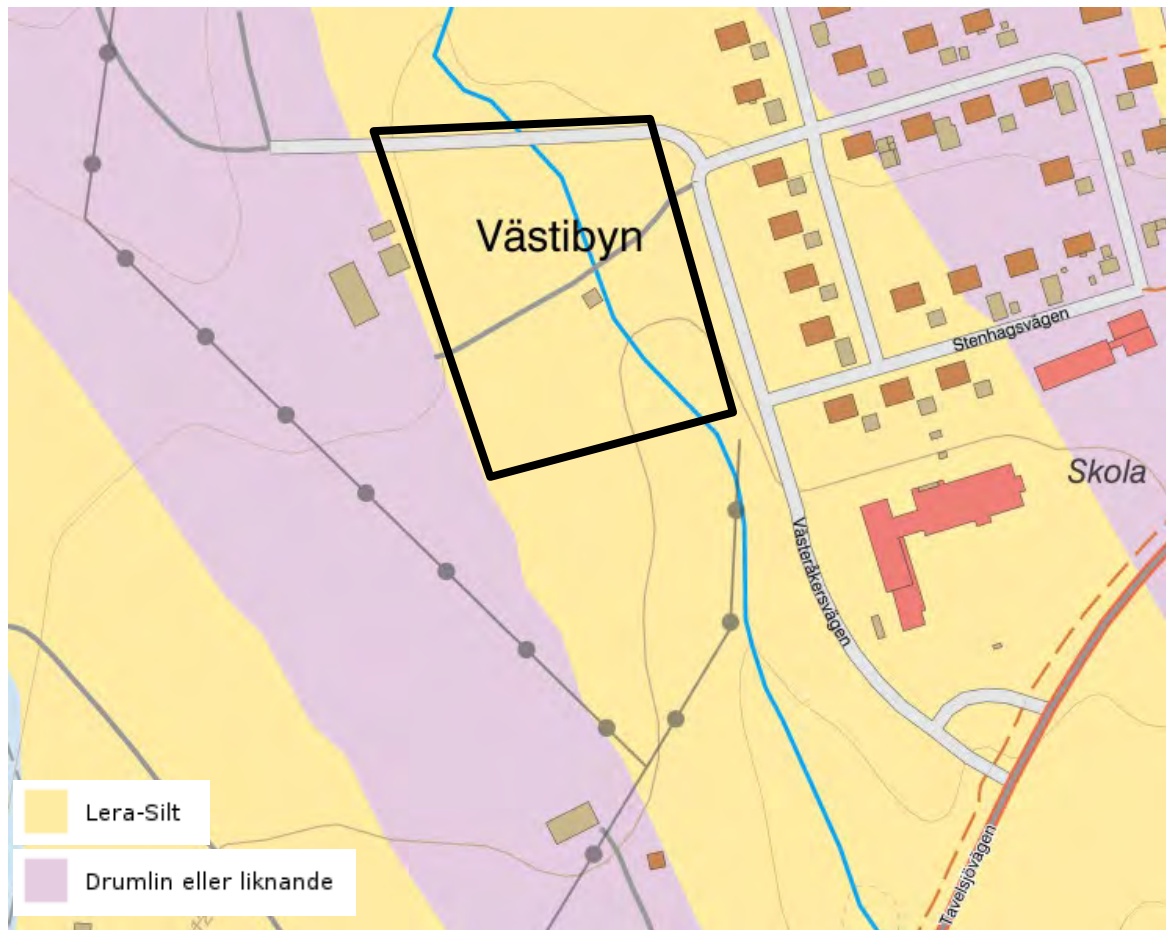 Västibyn
Stenhagsvägen
Skola
Västeråkersvägen
Tavelsjövägen
Lera-Silt
Drumlin eller liknande